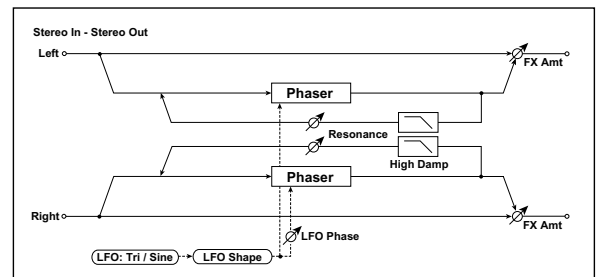 Stereo In - Stereo Out
Left
FX Amt
Phaser
Resonance
High Damp
Phaser
Right
FX Amt
LFO Phase
LFO: Tri / Sine
LFO Shape